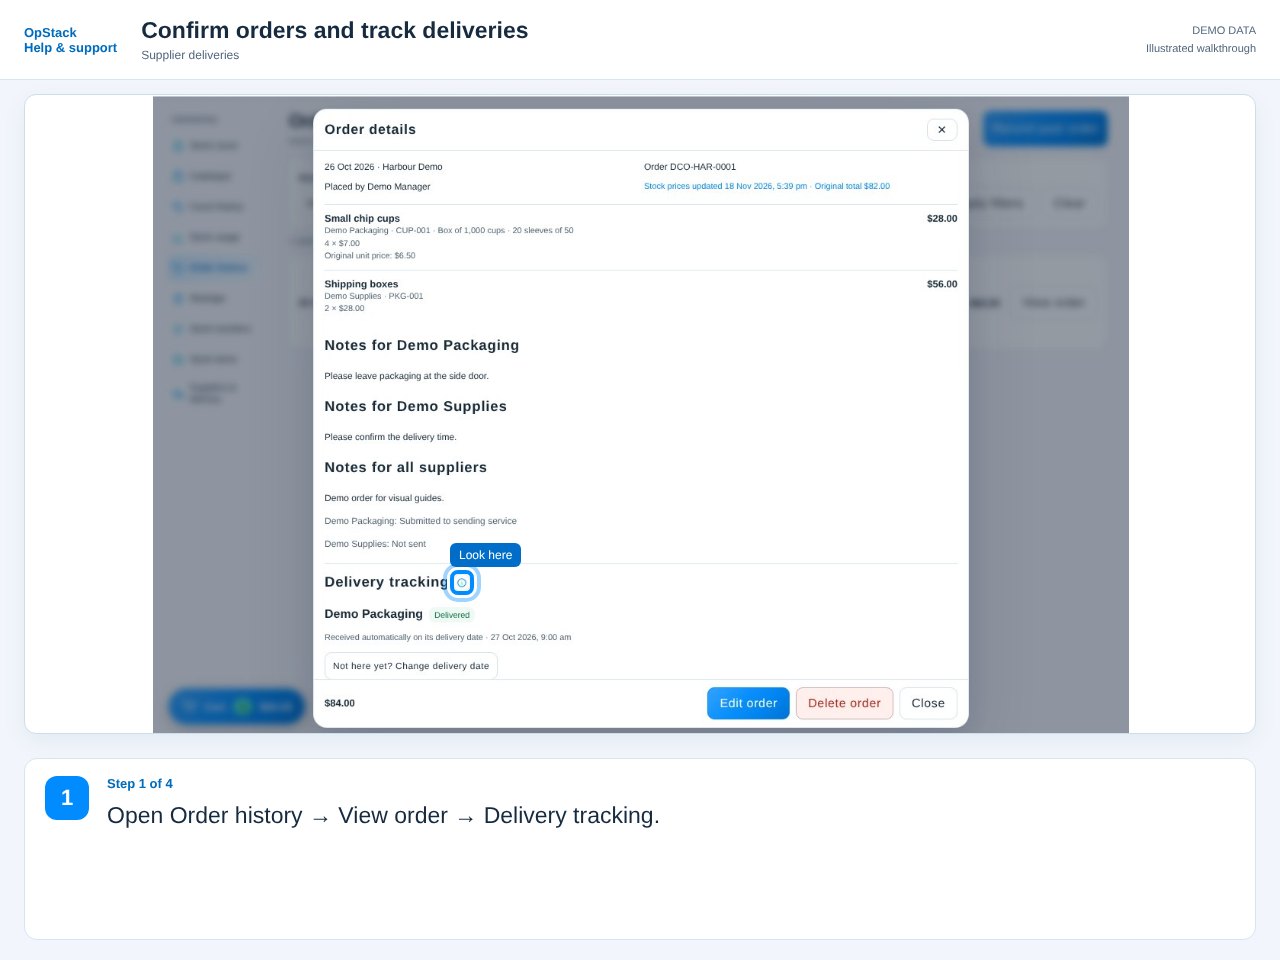 OpStack
Help & support
Confirm orders and track deliveries
Supplier deliveries
DEMO DATA
Illustrated walkthrough
Order details
×
26 Oct 2026 · Harbour Demo
Order DCO-HAR-0001
Placed by Demo Manager
Stock prices updated 18 Nov 2026, 5:39 pm · Original total $82.00
Small chip cups
$28.00
Demo Packaging · CUP-001 · Box of 1,000 cups · 20 sleeves of 50
4 × $7.00
Original unit price: $6.50
Shipping boxes
$56.00
Demo Supplies · PKG-001
2 × $28.00
Notes for Demo Packaging
Please leave packaging at the side door.
Notes for Demo Supplies
Please confirm the delivery time.
Notes for all suppliers
Demo order for visual guides.
Demo Packaging: Submitted to sending service
Demo Supplies: Not sent
Look here
Delivery tracking
Demo Packaging
Delivered
Received automatically on its delivery date · 27 Oct 2026, 9:00 am
Not here yet? Change delivery date
$84.00
Edit order
Delete order
Close
View order
Clear
1
Step 1 of 4
Open Order history → View order → Delivery tracking.